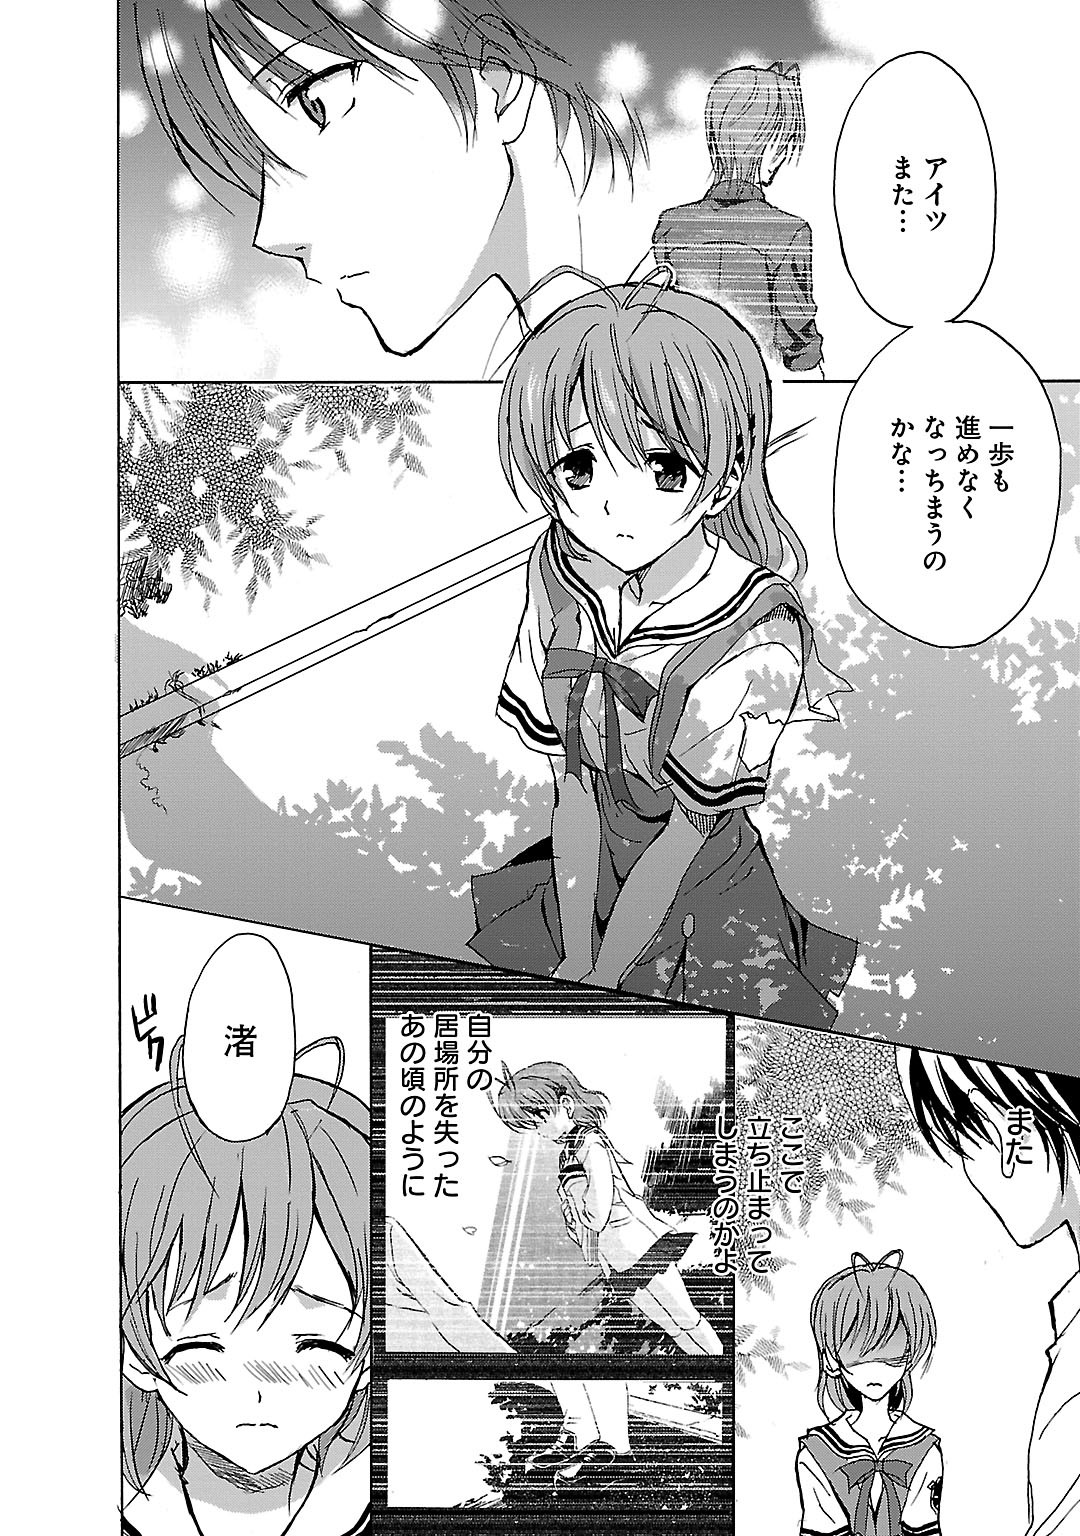 アイツ
また…
一歩も
進めなく
なっちまうの
かな…
また
ここで
立ち止まって
しまうのかよ
自分の
居場所を失った
あの頃のように
渚
ビク